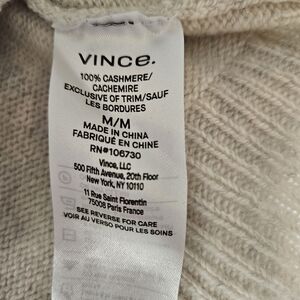 VINCE.
100% CASHMERE/
CACHEMIRE
EXCLUSIVE OF TRIM/SAUF
LES BORDURES
M/M
MADE IN CHINA
FABRIQUÉ EN CHINE
RN#106730
Vince, LLC
500 Fifth Avenue, 20th Floor
New York, NY 10110
11 Rue Saint Florentin
75008 Paris France
SEE REVERSE FOR CARE
VOIR AU VERSO POUR LES SOINS